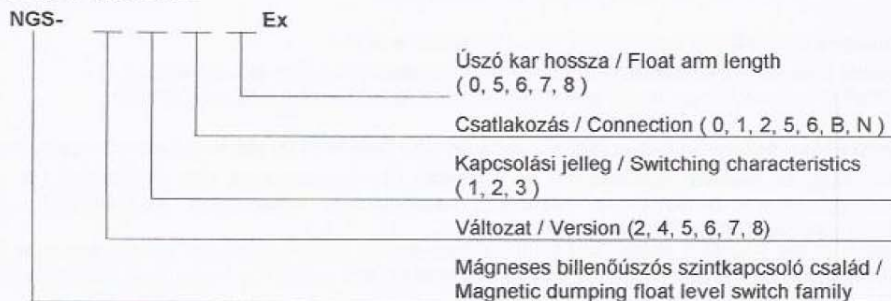 NGS- _ _ _ _ Ex
Úszó kar hossza / Float arm length
( 0, 5, 6, 7, 8 )
Csatlakozás / Connection ( 0, 1, 2, 5, 6, B, N )
Kapcsolási jelleg / Switching characteristics
( 1, 2, 3 )
Változat / Version (2, 4, 5, 6, 7, 8)
Mágneses billenőúszós szintkapcsoló család /
Magnetic dumping float level switch family